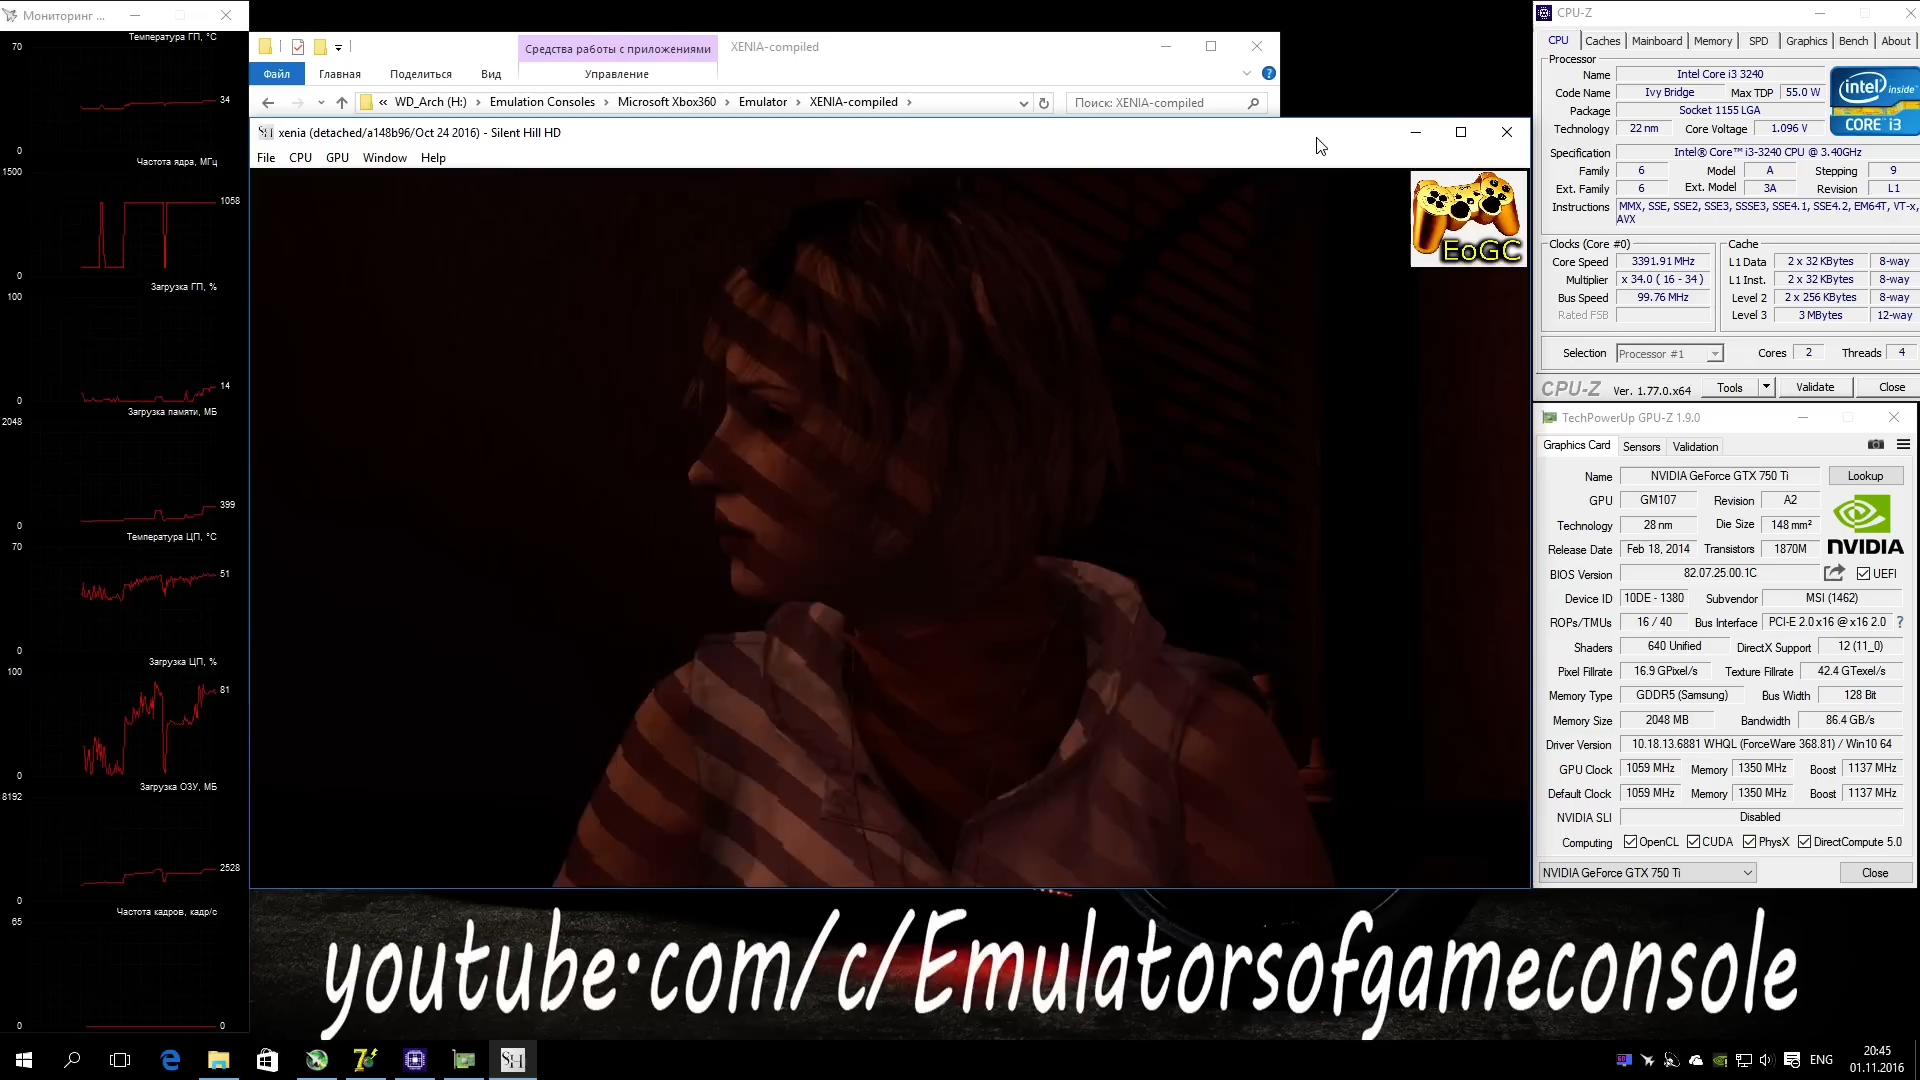 Мониторинг ...
Температура ГП, °C
70
34
0
Частота ядра, МГц
1500
1058
0
Загрузка ГП, %
100
14
0
Загрузка памяти, МБ
2048
399
0
Температура ЦП, °C
70
51
0
Загрузка ЦП, %
100
81
0
Загрузка ОЗУ, МБ
8192
2528
0
Частота кадров, кадр/с
65
0
0
Средства работы с приложениями
XENIA-compiled
Файл
Главная
Поделиться
Вид
Управление
« WD_Arch (H:) › Emulation Consoles › Microsoft Xbox360 › Emulator › XENIA-compiled ›
Поиск: XENIA-compiled
SH xenia (detached/a148b96/Oct 24 2016) - Silent Hill HD
File CPU GPU Window Help
EoGC
CPU-Z
CPU Caches Mainboard Memory SPD Graphics Bench About
Processor
Name Intel Core i3 3240
Code Name Ivy Bridge Max TDP 55.0 W
Package Socket 1155 LGA
Technology 22 nm Core Voltage 1.096 V
intel inside™
CORE i3
Specification Intel® Core™ i3-3240 CPU @ 3.40GHz
Family 6 Model A Stepping 9
Ext. Family 6 Ext. Model 3A Revision L1
Instructions MMX, SSE, SSE2, SSE3, SSSE3, SSE4.1, SSE4.2, EM64T, VT-x,
AVX
Clocks (Core #0)
Core Speed 3391.91 MHz
Multiplier x 34.0 ( 16 - 34 )
Bus Speed 99.76 MHz
Rated FSB
Cache
L1 Data 2 x 32 KBytes 8-way
L1 Inst. 2 x 32 KBytes 8-way
Level 2 2 x 256 KBytes 8-way
Level 3 3 MBytes 12-way
Selection Processor #1 Cores 2 Threads 4
CPU-Z Ver. 1.77.0.x64 Tools Validate Close
TechPowerUp GPU-Z 1.9.0
Graphics Card Sensors Validation
Name NVIDIA GeForce GTX 750 Ti Lookup
GPU GM107 Revision A2
Technology 28 nm Die Size 148 mm²
Release Date Feb 18, 2014 Transistors 1870M
NVIDIA
BIOS Version 82.07.25.00.1C UEFI
Device ID 10DE - 1380 Subvendor MSI (1462)
ROPs/TMUs 16 / 40 Bus Interface PCI-E 2.0 x16 @ x16 2.0 ?
Shaders 640 Unified DirectX Support 12 (11_0)
Pixel Fillrate 16.9 GPixel/s Texture Fillrate 42.4 GTexel/s
Memory Type GDDR5 (Samsung) Bus Width 128 Bit
Memory Size 2048 MB Bandwidth 86.4 GB/s
Driver Version 10.18.13.6881 WHQL (ForceWare 368.81) / Win10 64
GPU Clock 1059 MHz Memory 1350 MHz Boost 1137 MHz
Default Clock 1059 MHz Memory 1350 MHz Boost 1137 MHz
NVIDIA SLI Disabled
Computing OpenCL CUDA PhysX DirectCompute 5.0
NVIDIA GeForce GTX 750 Ti Close
youtube.com/c/Emulatorsofgameconsole
SH
ENG
20:45
01.11.2016